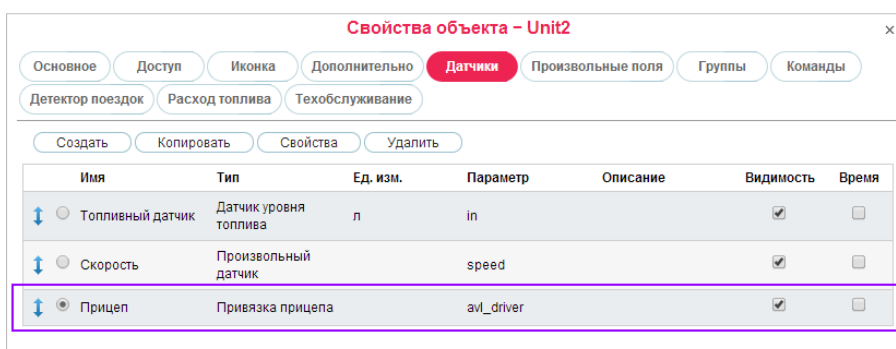 Свойства объекта – Unit2
×
Основное Доступ Иконка Дополнительно Датчики Произвольные поля Группы Команды
Детектор поездок Расход топлива Техобслуживание
Создать Копировать Свойства Удалить
Имя Тип Ед. изм. Параметр Описание Видимость Время
Топливный датчик Датчик уровня топлива л in
Скорость Произвольный датчик speed
Прицеп Привязка прицепа avl_driver